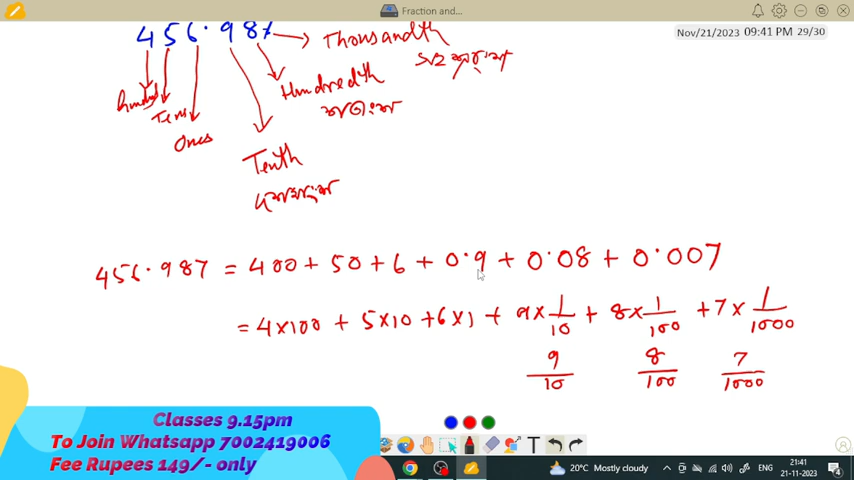 Fraction and...
Nov/21/2023 09:41 PM 29/30
456.987 → Thousandth
Hundredth
Tens
Ones
Tenth
456.987 = 400 + 50 + 6 + 0.9 + 0.08 + 0.007
= 4×100 + 5×10 + 6×1 + 9×1/10 + 8×1/100 + 7×1/1000
9/10 8/100 7/1000
Classes 9.15pm
To Join Whatsapp 7002419006
Fee Rupees 149/- only
T
20°C Mostly cloudy
ENG
21:41
21-11-2023
4